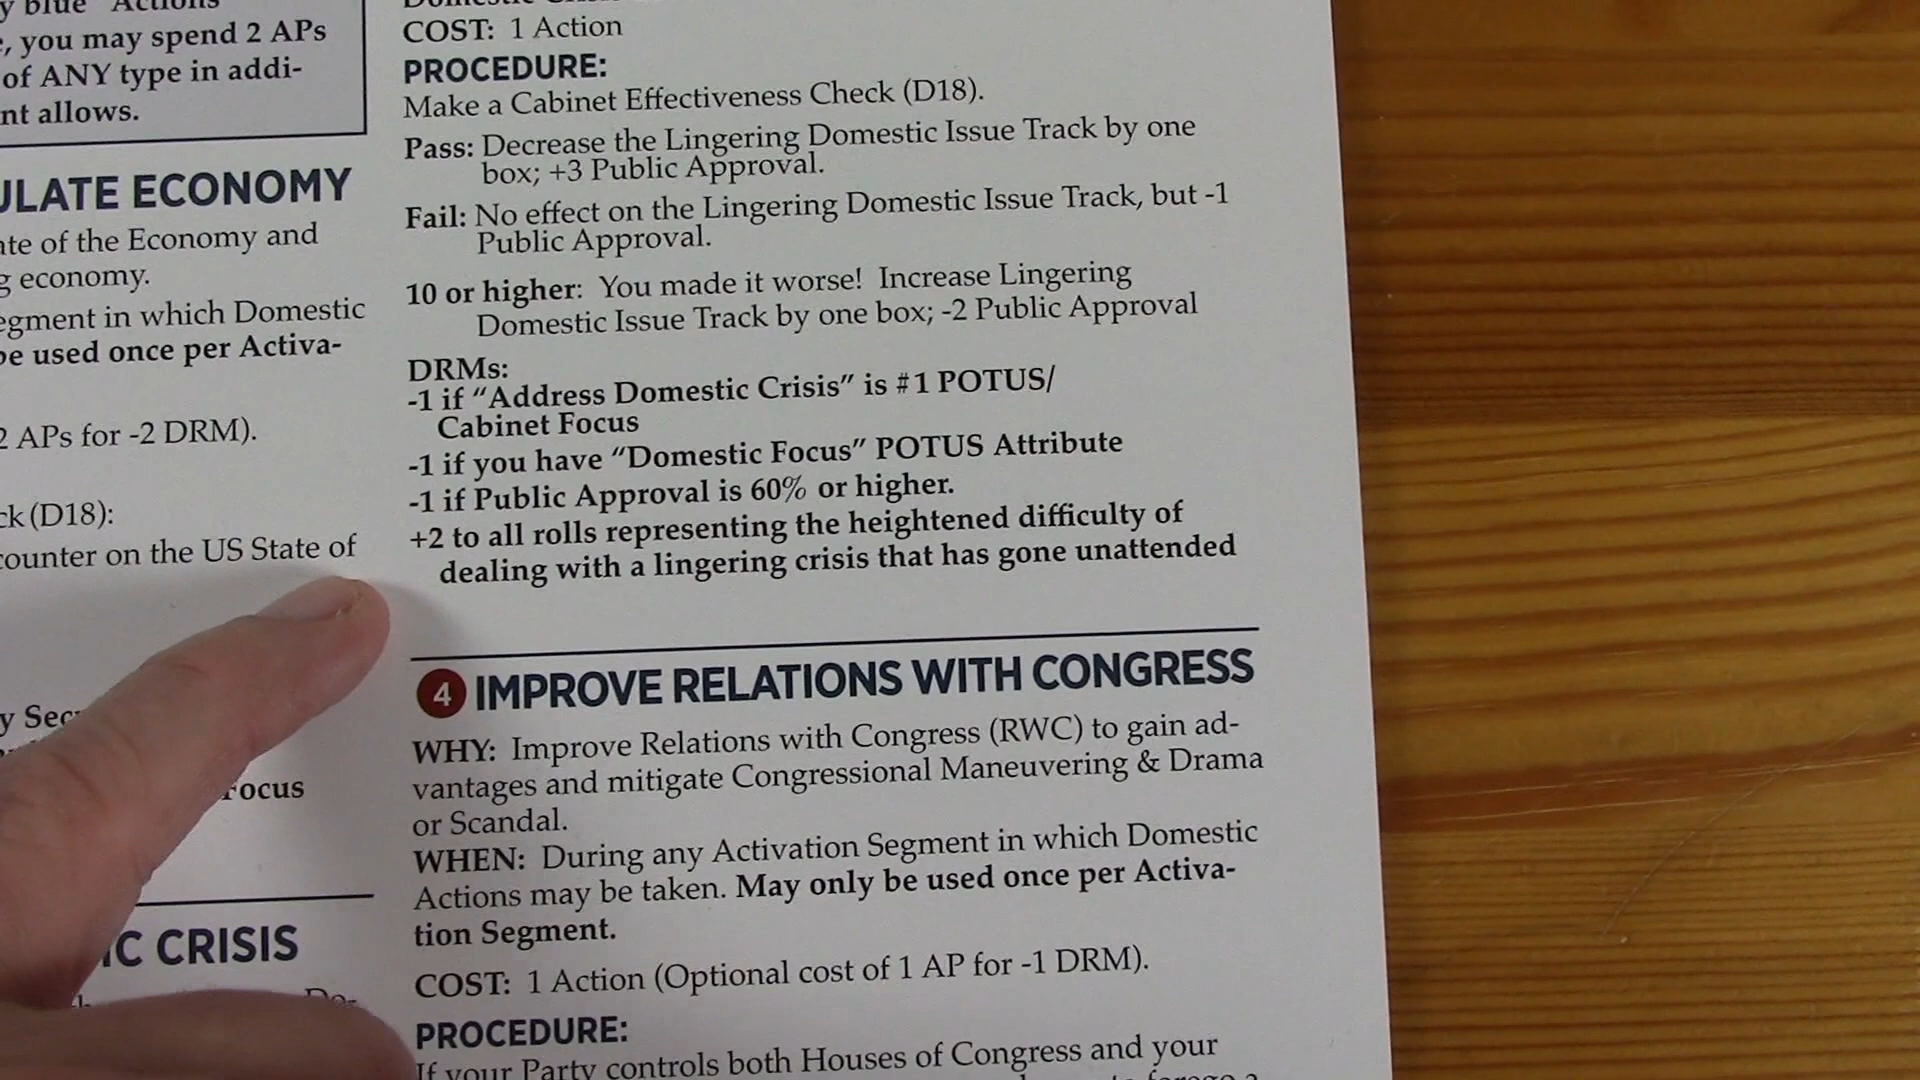 y blue "Actions
, you may spend 2 APs
of ANY type in addi-
nt allows.
ULATE ECONOMY
ate of the Economy and
g economy.
egment in which Domestic
be used once per Activa-
2 APs for -2 DRM).
ck (D18):
counter on the US State of
y Sec
Focus
IC CRISIS
Do-
COST: 1 Action
PROCEDURE:
Make a Cabinet Effectiveness Check (D18).
Pass: Decrease the Lingering Domestic Issue Track by one
box; +3 Public Approval.
Fail: No effect on the Lingering Domestic Issue Track, but -1
Public Approval.
10 or higher: You made it worse! Increase Lingering
Domestic Issue Track by one box; -2 Public Approval
DRMs:
-1 if "Address Domestic Crisis" is #1 POTUS/
Cabinet Focus
-1 if you have "Domestic Focus" POTUS Attribute
-1 if Public Approval is 60% or higher.
+2 to all rolls representing the heightened difficulty of
dealing with a lingering crisis that has gone unattended
4 IMPROVE RELATIONS WITH CONGRESS
WHY: Improve Relations with Congress (RWC) to gain ad-
vantages and mitigate Congressional Maneuvering & Drama
or Scandal.
WHEN: During any Activation Segment in which Domestic
Actions may be taken. May only be used once per Activa-
tion Segment.
COST: 1 Action (Optional cost of 1 AP for -1 DRM).
PROCEDURE:
If your Party controls both Houses of Congress and your